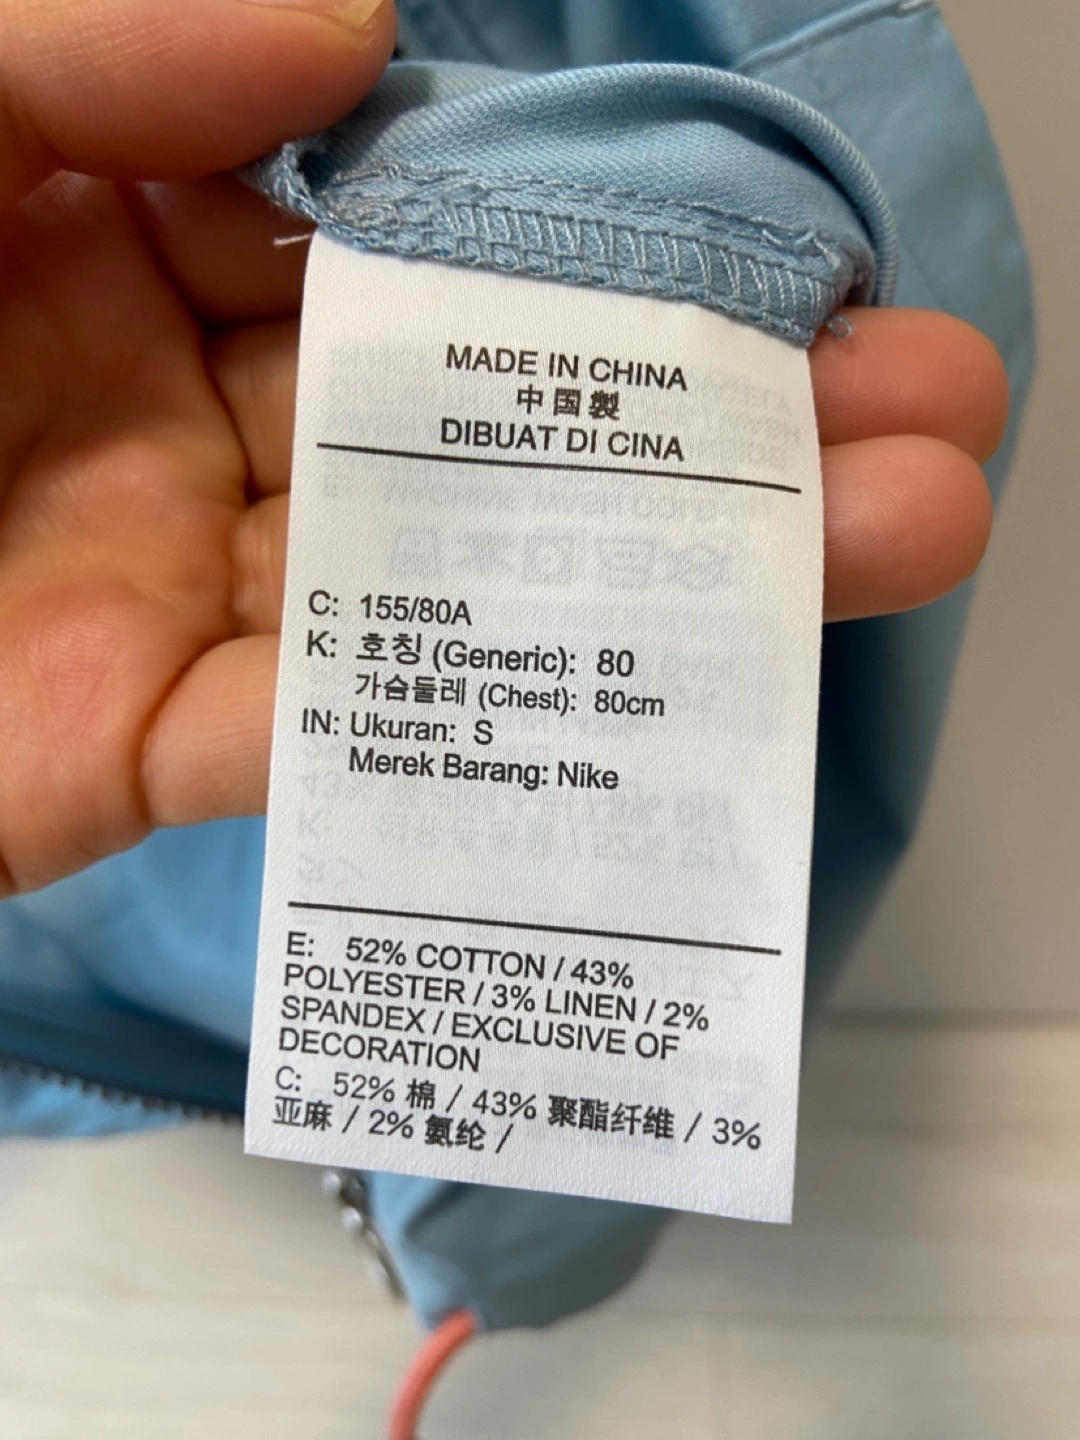 MADE IN CHINA
中国製
DIBUAT DI CINA
C: 155/80A
K: 호칭 (Generic): 80
가슴둘레 (Chest): 80cm
IN: Ukuran: S
Merek Barang: Nike
E: 52% COTTON / 43%
POLYESTER / 3% LINEN / 2%
SPANDEX / EXCLUSIVE OF
DECORATION
C: 52% 棉 / 43% 聚酯纤维 / 3%
亚麻 / 2% 氨纶 /